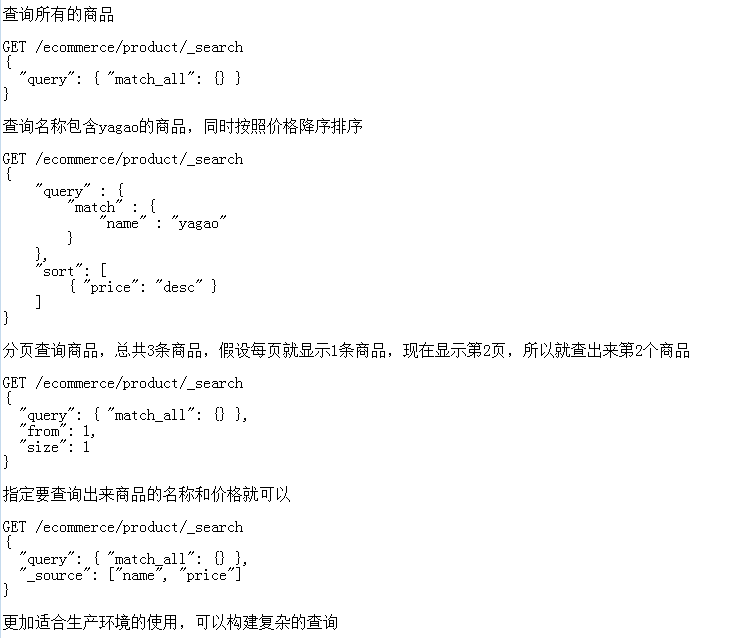 查询所有的商品
GET /ecommerce/product/_search
{
  "query": { "match_all": {} }
}
查询名称包含yagao的商品，同时按照价格降序排序
GET /ecommerce/product/_search
{
    "query" : {
        "match" : {
            "name" : "yagao"
        }
    },
    "sort": [
        { "price": "desc" }
    ]
}
分页查询商品，总共3条商品，假设每页就显示1条商品，现在显示第2页，所以就查出来第2个商品
GET /ecommerce/product/_search
{
  "query": { "match_all": {} },
  "from": 1,
  "size": 1
}
指定要查询出来商品的名称和价格就可以
GET /ecommerce/product/_search
{
  "query": { "match_all": {} },
  "_source": ["name", "price"]
}
更加适合生产环境的使用，可以构建复杂的查询